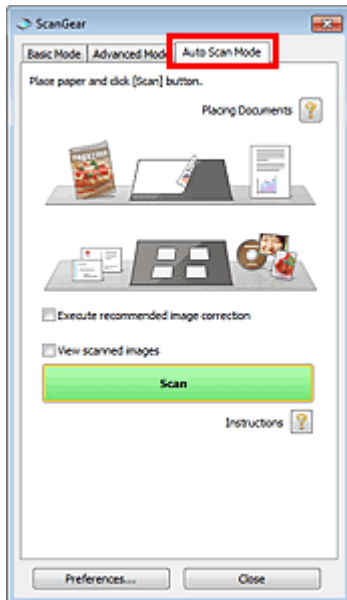 ScanGear
Basic Mode Advanced Mode Auto Scan Mode
Place paper and click [Scan] button.
Placing Documents
Execute recommended image correction
View scanned images
Scan
Instructions
Preferences... Close